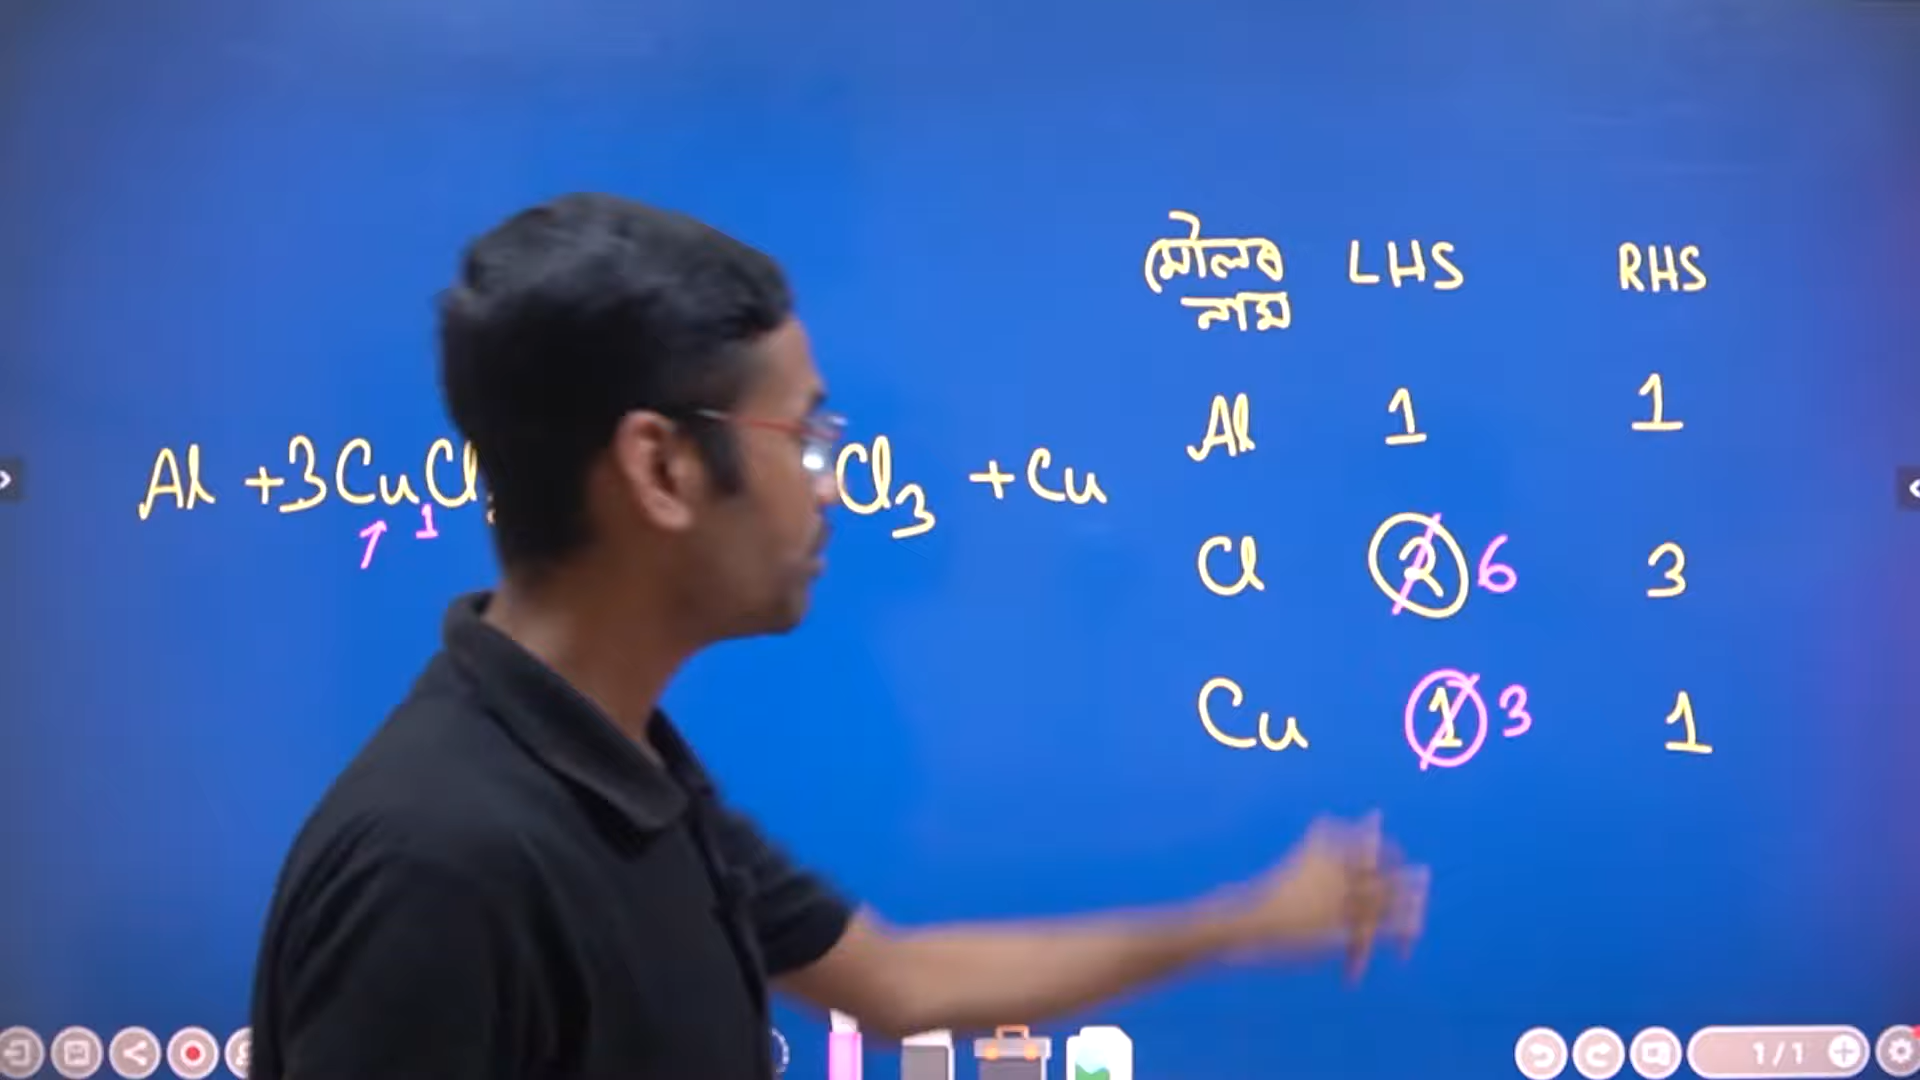 মৌলৰ LHS RHS
নাম
Al 1 1
Al + 3CuCl Cl3 + Cu
↑ 1
Cl 2 6 3
Cu 1 3 1
1/1